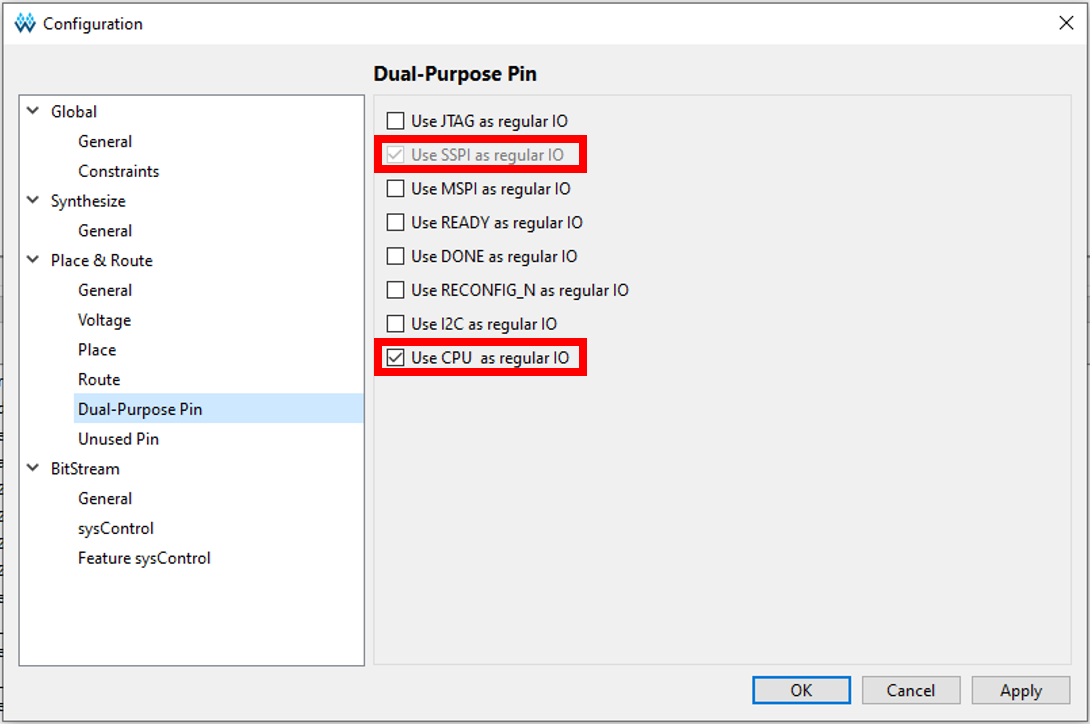 Configuration
Dual-Purpose Pin
Global
General
Constraints
Synthesize
General
Place & Route
General
Voltage
Place
Route
Dual-Purpose Pin
Unused Pin
BitStream
General
sysControl
Feature sysControl
Use JTAG as regular IO
Use SSPI as regular IO
Use MSPI as regular IO
Use READY as regular IO
Use DONE as regular IO
Use RECONFIG_N as regular IO
Use I2C as regular IO
Use CPU  as regular IO
OK
Cancel
Apply